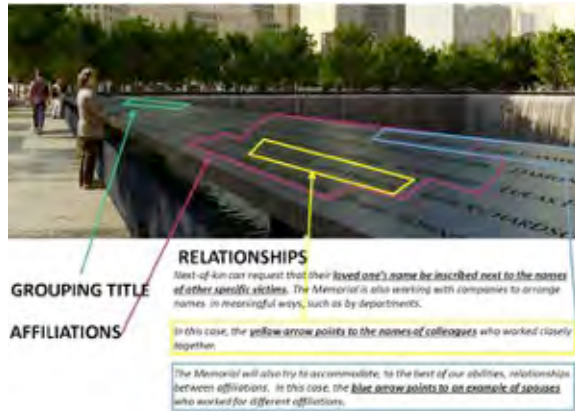 RELATIONSHIPS
Next-of-kin can request that their loved one's name be inscribed next to the names
of other specific victims. The Memorial is also working with companies to arrange
names in meaningful ways, such as by departments.
GROUPING TITLE
AFFILIATIONS
In this case, the yellow arrow points to the names of colleagues who worked closely
together.
The Memorial will also try to accommodate, to the best of our abilities, relationships
between affiliations. In this case, the blue arrow points to an example of spouses
who worked for different affiliations.